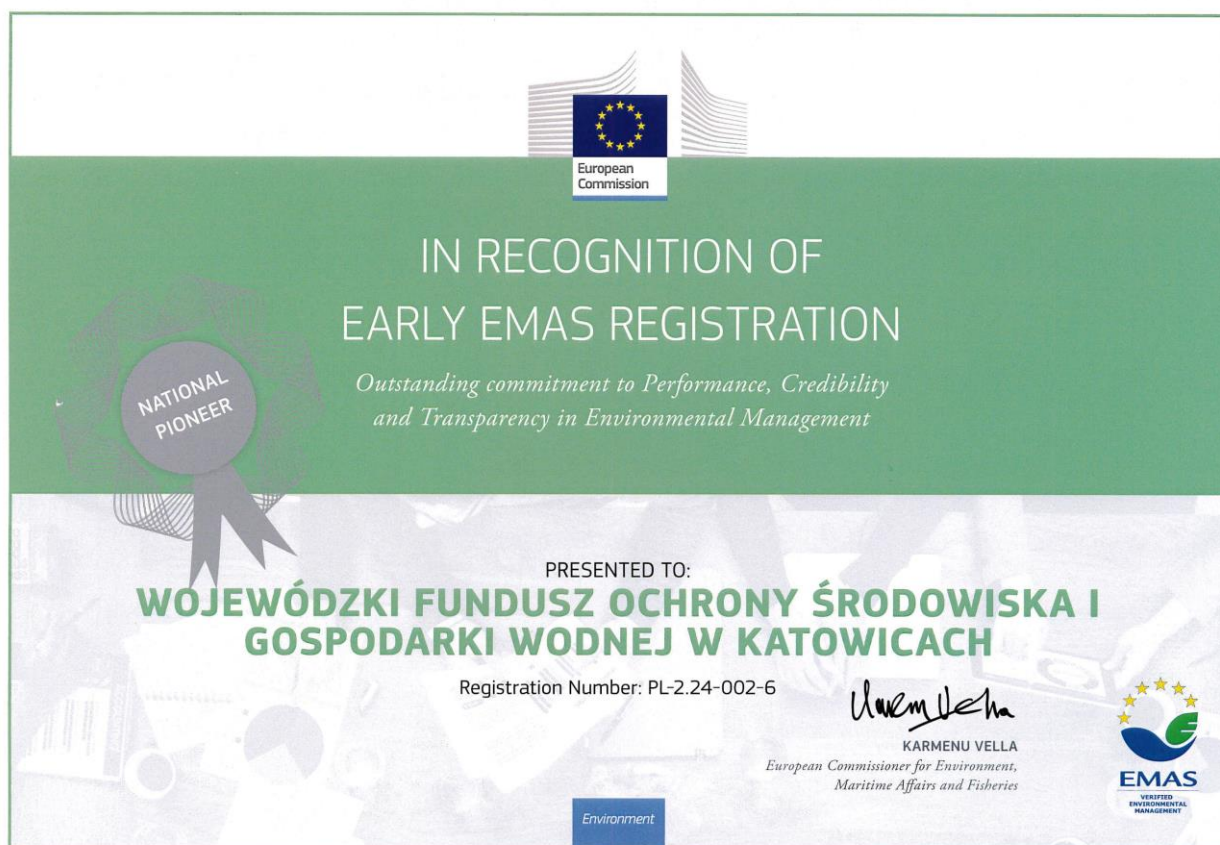 European
Commission
IN RECOGNITION OF
EARLY EMAS REGISTRATION
Outstanding commitment to Performance, Credibility
and Transparency in Environmental Management
NATIONAL
PIONEER
PRESENTED TO:
WOJEWÓDZKI FUNDUSZ OCHRONY ŚRODOWISKA I
GOSPODARKI WODNEJ W KATOWICACH
Registration Number: PL-2.24-002-6
Karmenu Vella
KARMENU VELLA
European Commissioner for Environment,
Maritime Affairs and Fisheries
EMAS
VERIFIED
ENVIRONMENTAL
MANAGEMENT
Environment